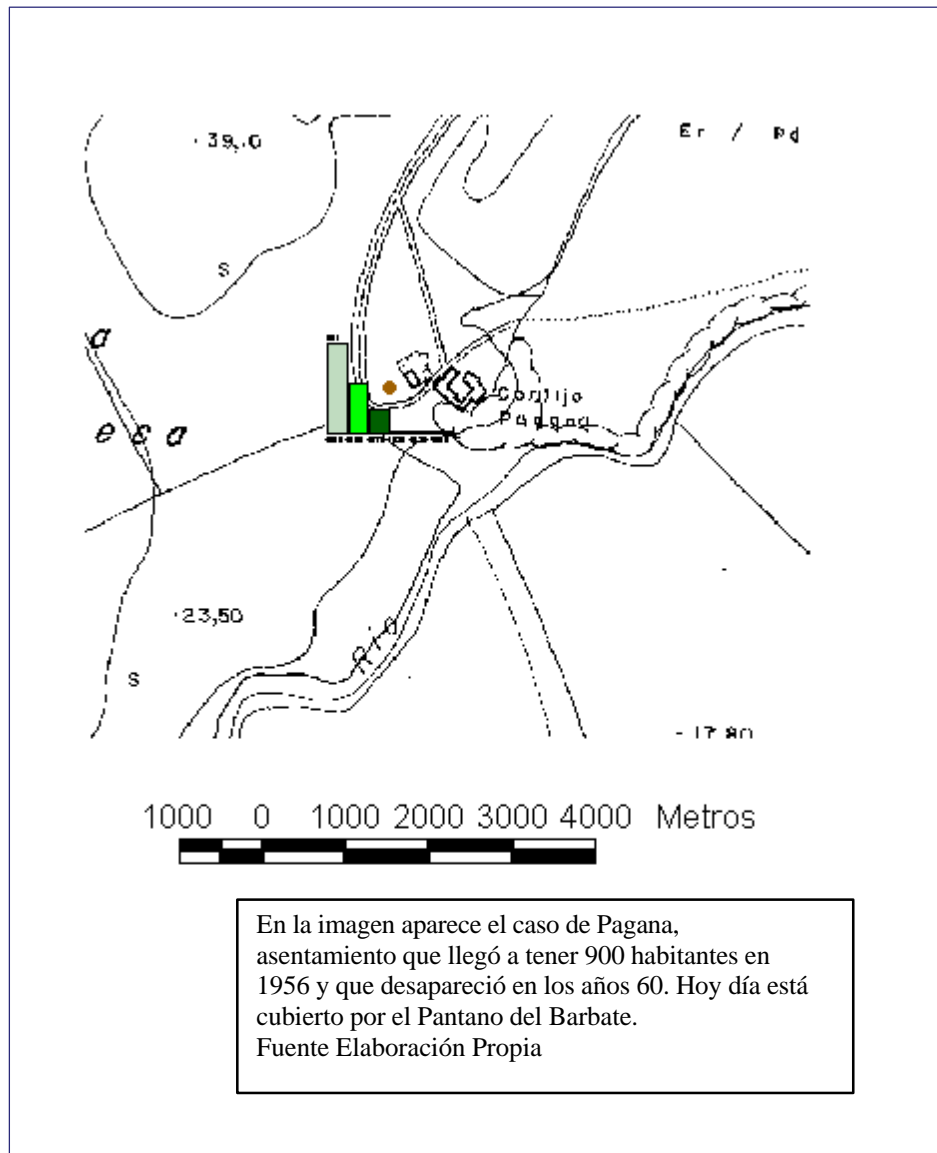 39,0
Er / Pd
S
a
e s a
Cortijo
Pagana
23,50
Río
S
17.80
1000 0 1000 2000 3000 4000 Metros
En la imagen aparece el caso de Pagana,
asentamiento que llegó a tener 900 habitantes en
1956 y que desapareció en los años 60. Hoy día está
cubierto por el Pantano del Barbate.
Fuente Elaboración Propia